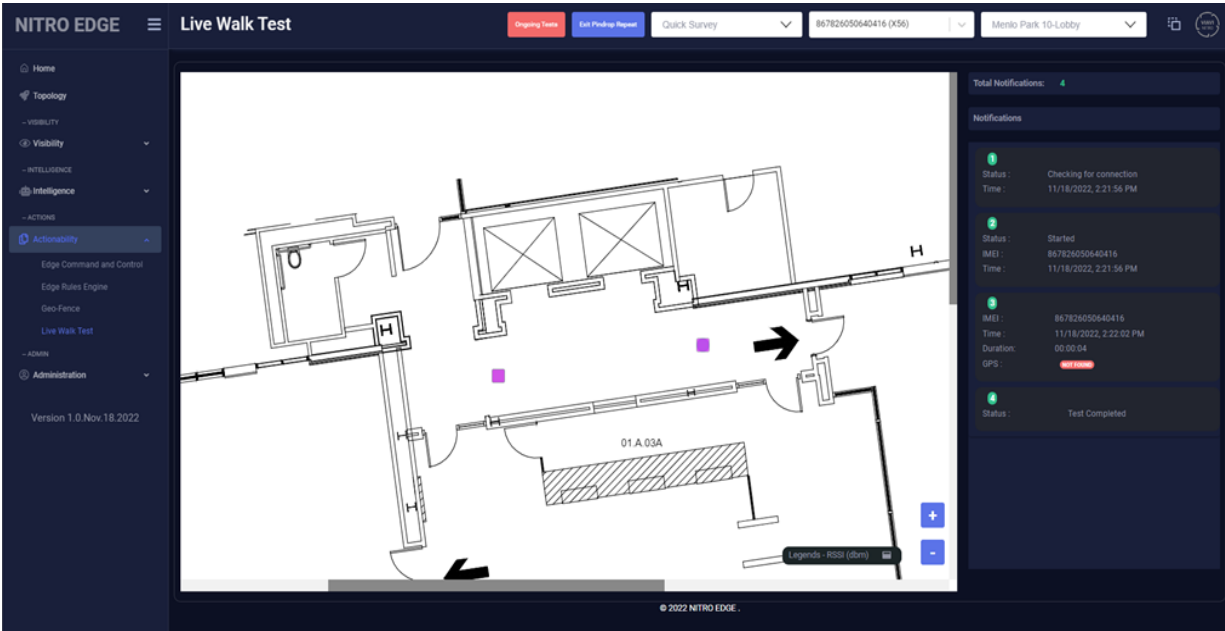 NITRO EDGE
Live Walk Test
Ongoing Tests
Exit Pindrop Repeat
Quick Survey
867826050640416 (X56)
Menlo Park 10-Lobby
Home
Topology
– VISIBILITY
Visibility
– INTELLIGENCE
Intelligence
– ACTIONS
Actionability
Edge Command and Control
Edge Rules Engine
Geo-Fence
Live Walk Test
– ADMIN
Administration
Version 1.0.Nov.18.2022
H
H
H
H
H
H
H
01.A.03A
+
-
Legends - RSSI (dbm)
Total Notifications: 4
Notifications
1
Status : Checking for connection
Time : 11/18/2022, 2:21:56 PM
2
Status : Started
IMEI : 867826050640416
Time : 11/18/2022, 2:21:56 PM
3
IMEI : 867826050640416
Time : 11/18/2022, 2:22:02 PM
Duration: 00:00:04
GPS : NOT FOUND
4
Status : Test Completed
© 2022 NITRO EDGE .